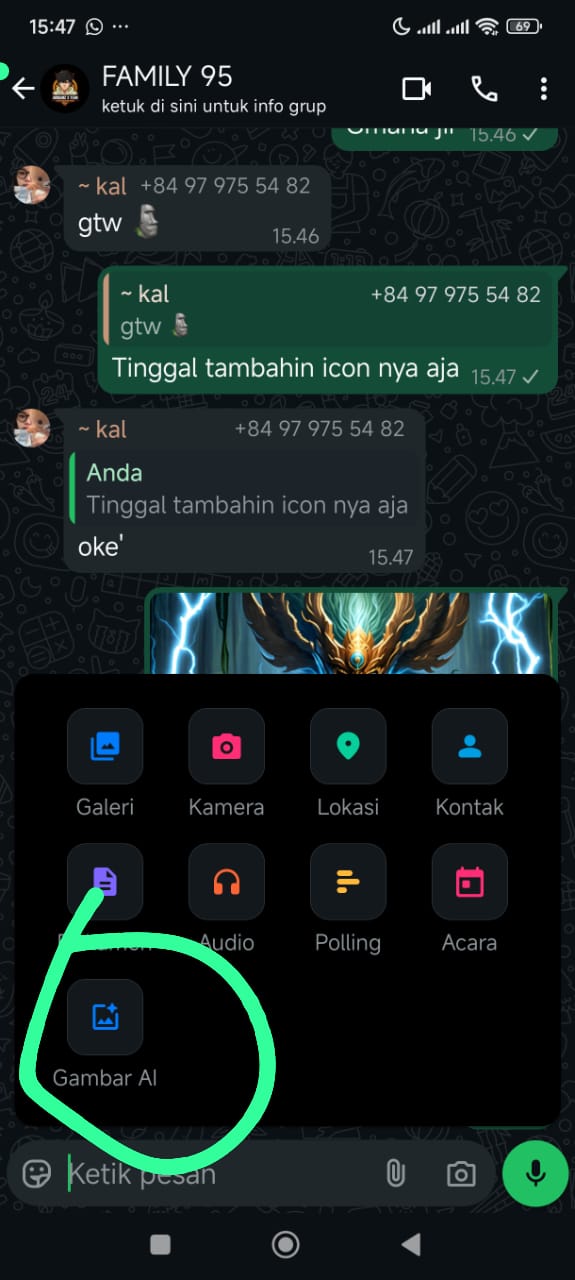 15:47 69
FAMILY 95
ketuk di sini untuk info grup
15.46
~ kal +84 97 975 54 82
gtw
15.46
~ kal +84 97 975 54 82
gtw
Tinggal tambahin icon nya aja 15.47
~ kal +84 97 975 54 82
Anda
Tinggal tambahin icon nya aja
oke'
15.47
Galeri Kamera Lokasi Kontak
Audio Polling Acara
Gambar AI
Ketik pesan